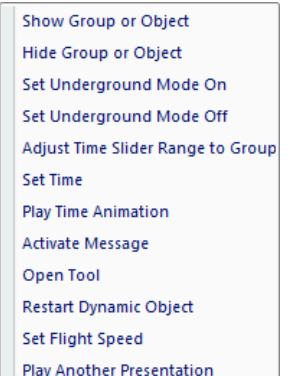 Show Group or Object
Hide Group or Object
Set Underground Mode On
Set Underground Mode Off
Adjust Time Slider Range to Group
Set Time
Play Time Animation
Activate Message
Open Tool
Restart Dynamic Object
Set Flight Speed
Play Another Presentation